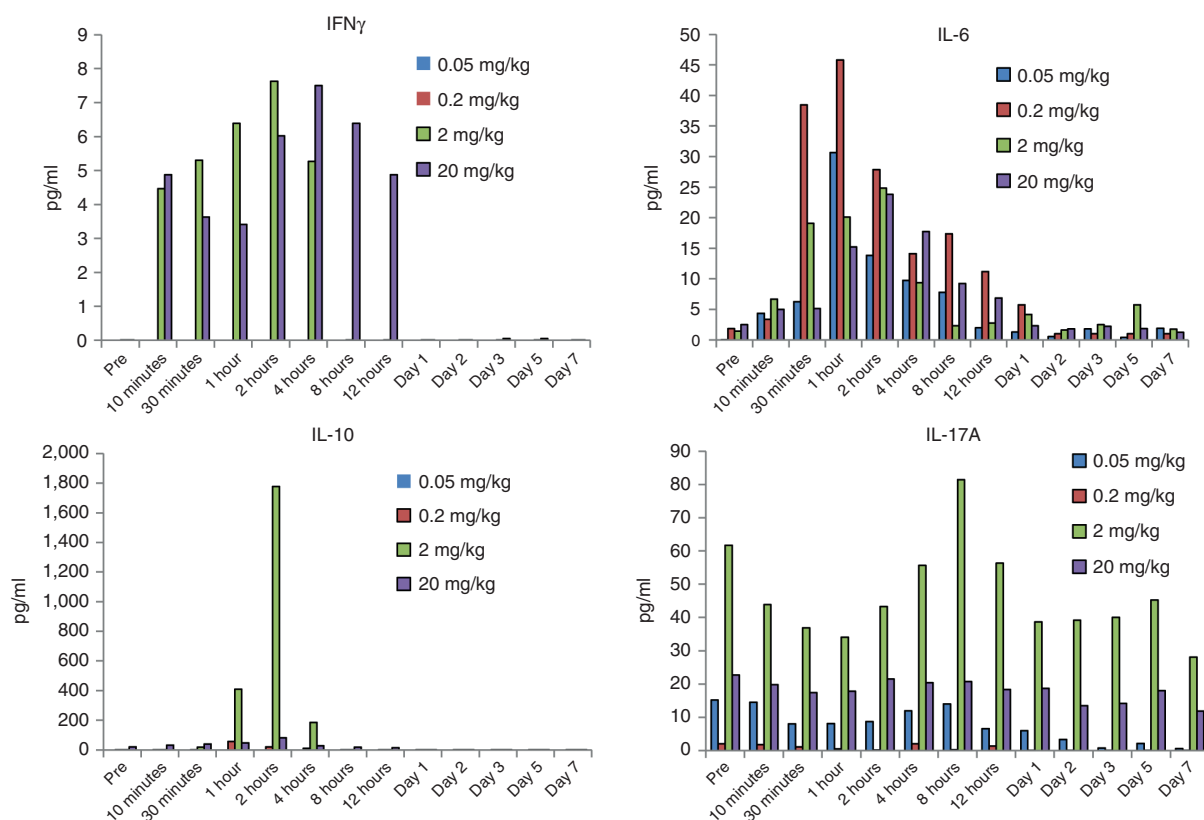 IFNγ
pg/ml
9
8
7
6
5
4
3
2
1
0
0.05 mg/kg
0.2 mg/kg
2 mg/kg
20 mg/kg
Pre
10 minutes
30 minutes
1 hour
2 hours
4 hours
8 hours
12 hours
Day 1
Day 2
Day 3
Day 5
Day 7
IL-6
pg/ml
50
45
40
35
30
25
20
15
10
5
0
0.05 mg/kg
0.2 mg/kg
2 mg/kg
20 mg/kg
Pre
10 minutes
30 minutes
1 hour
2 hours
4 hours
8 hours
12 hours
Day 1
Day 2
Day 3
Day 5
Day 7
IL-10
pg/ml
2,000
1,800
1,600
1,400
1,200
1,000
800
600
400
200
0
0.05 mg/kg
0.2 mg/kg
2 mg/kg
20 mg/kg
Pre
10 minutes
30 minutes
1 hour
2 hours
4 hours
8 hours
12 hours
Day 1
Day 2
Day 3
Day 5
Day 7
IL-17A
pg/ml
90
80
70
60
50
40
30
20
10
0
0.05 mg/kg
0.2 mg/kg
2 mg/kg
20 mg/kg
Pre
10 minutes
30 minutes
1 hour
2 hours
4 hours
8 hours
12 hours
Day 1
Day 2
Day 3
Day 5
Day 7